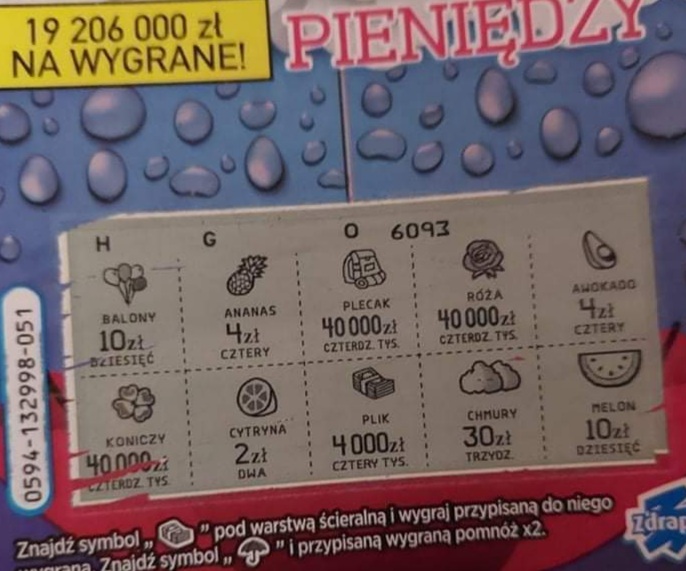 19 206 000 zł
NA WYGRANE!
PIENIĘDZY
H G O 6093
BALONY
10zł
DZIESIĘĆ
ANANAS
4zł
CZTERY
PLECAK
40 000zł
CZTERDZ. TYS.
RÓŻA
40 000zł
CZTERDZ. TYS.
AWOKADO
4zł
CZTERY
KONICZY
40 000zł
CZTERDZ. TYS.
CYTRYNA
2zł
DWA
PLIK
4 000zł
CZTERY TYS.
CHMURY
30zł
TRZYDZ.
MELON
10zł
DZIESIĘĆ
0594-132998-051
Znajdź symbol „ ” pod warstwą ścieralną i wygraj przypisaną do niego
wygraną. Znajdź symbol „ ” i przypisaną wygraną pomnóż x2.
Zdrap